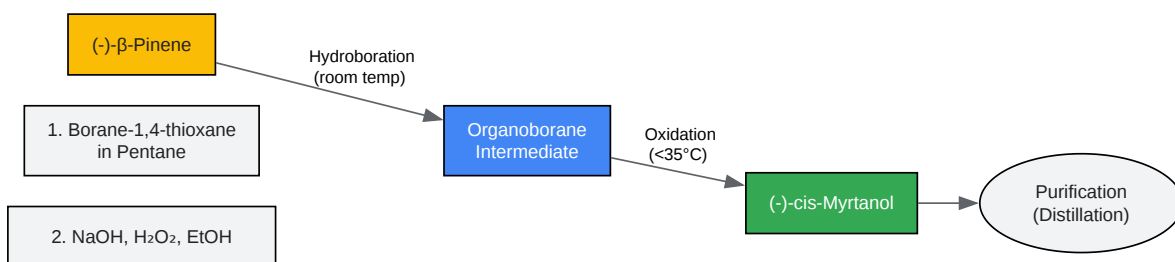 (-)-β-Pinene
Hydroboration
(room temp)
1. Borane-1,4-thioxane
in Pentane
Organoborane
Intermediate
Oxidation
(<35°C)
2. NaOH, H₂O₂, EtOH
(-)-cis-Myrtanol
Purification
(Distillation)